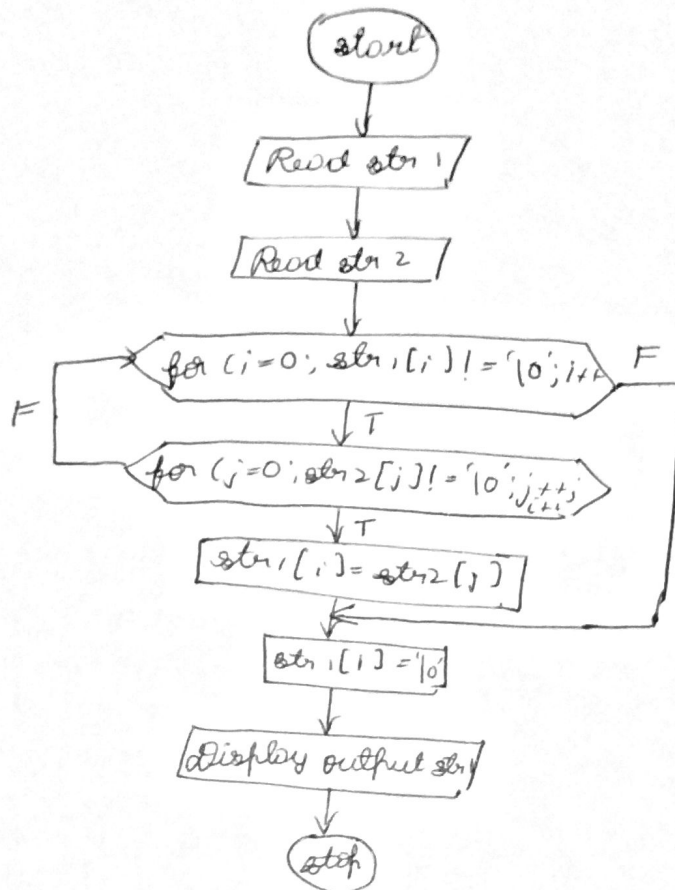 start
Read str 1
Read str 2
for (i=0; str1[i]!='\0'; i++
F
T
F
for (j=0; str2[j]!='\0'; j++;
i++
T
str1[i]=str2[j]
str1[i]='\0'
Display output str1
stop